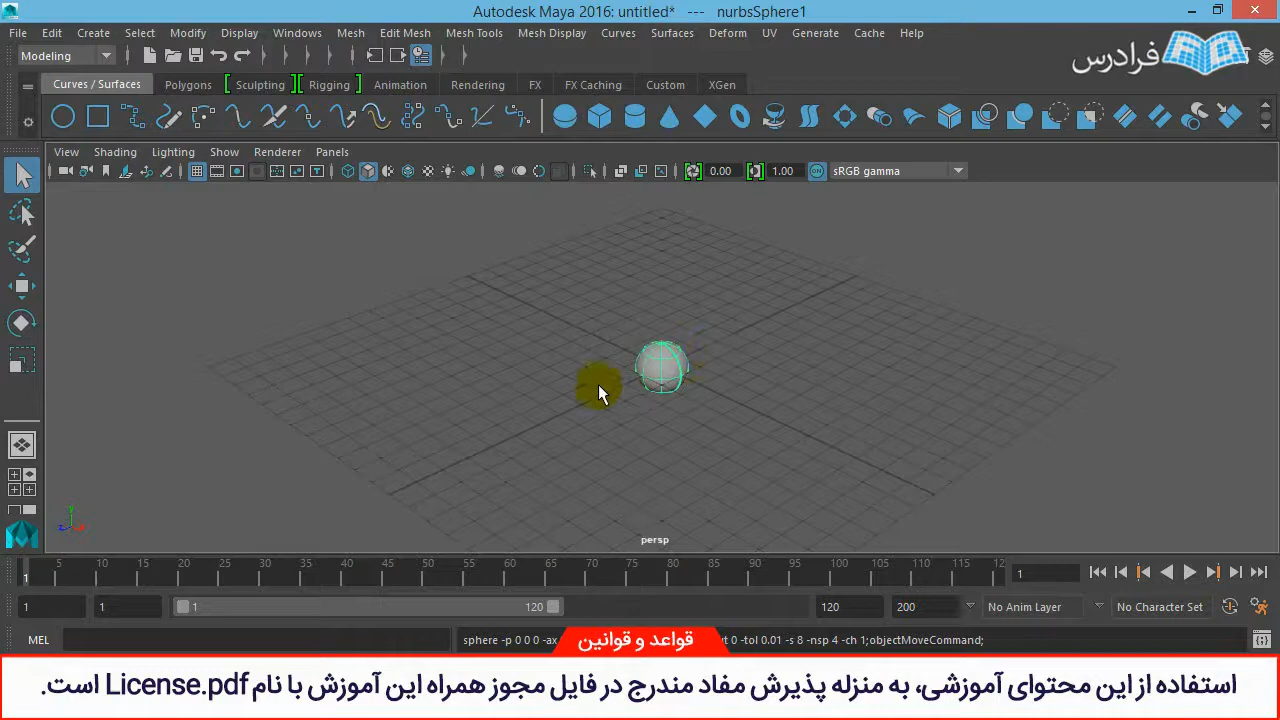 Autodesk Maya 2016: untitled* --- nurbsSphere1
File Edit Create Select Modify Display Windows Mesh Edit Mesh Mesh Tools Mesh Display Curves Surfaces Deform UV Generate Cache Help
Modeling
فرادرس
Curves / Surfaces Polygons Sculpting Rigging Animation Rendering FX FX Caching Custom XGen
View Shading Lighting Show Renderer Panels
0.00 1.00 ON sRGB gamma
y
z x
persp
5 10 15 20 25 30 35 40 45 50 55 60 65 70 75 80 85 90 95 100 105 110 115 12
1 1
1 1 1 120 120 200 No Anim Layer No Character Set
MEL sphere -p 0 0 0 -ax ut 0 -tol 0.01 -s 8 -nsp 4 -ch 1;objectMoveCommand;
قواعد و قوانین
استفاده از این محتوای آموزشی، به منزله پذیرش مفاد مندرج در فایل مجوز همراه این آموزش با نام License.pdf است.